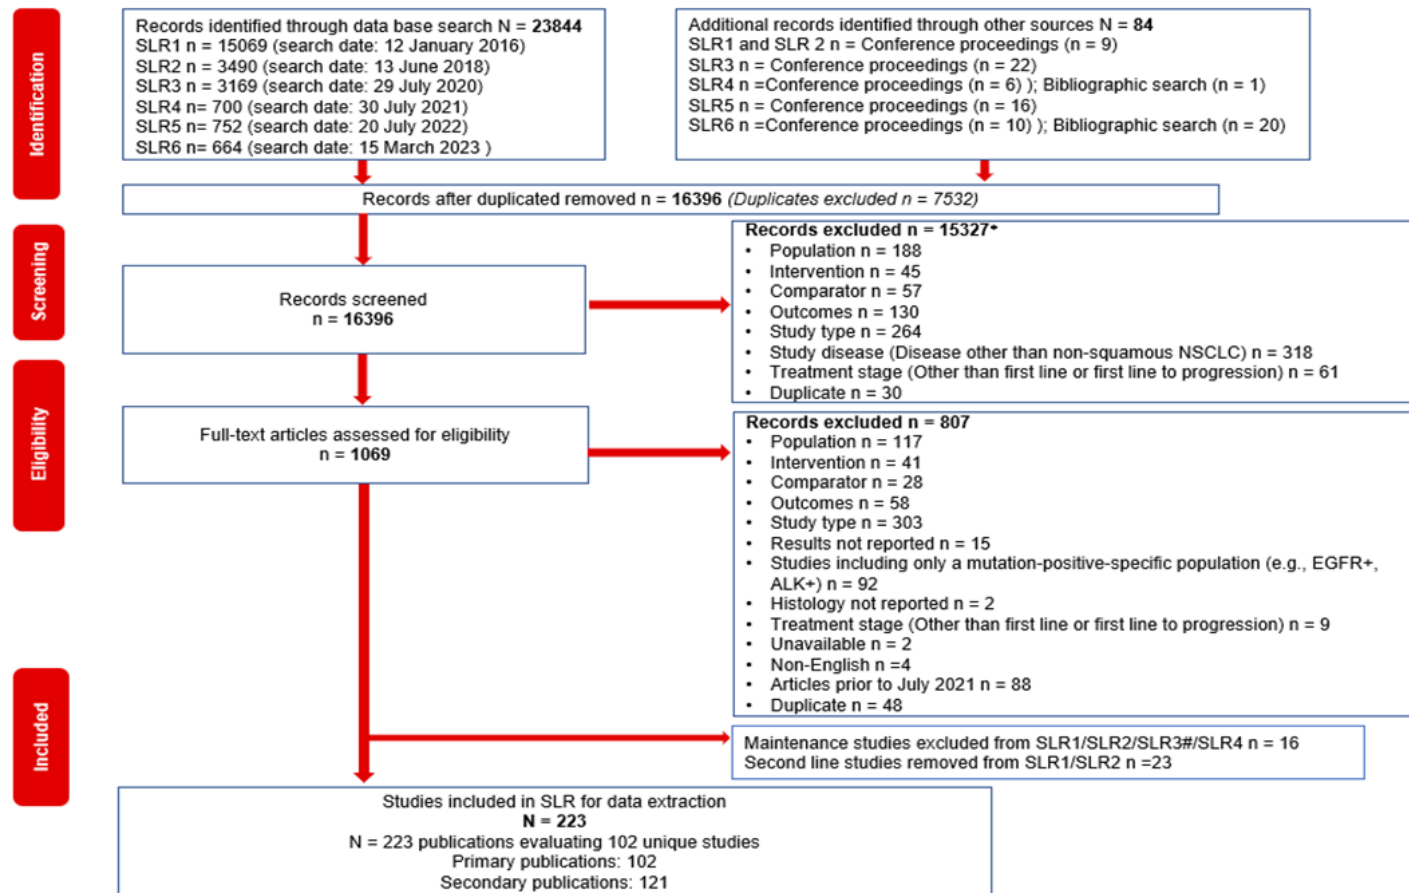 Identification
Records identified through data base search N = 23844
SLR1 n = 15069 (search date: 12 January 2016)
SLR2 n = 3490 (search date: 13 June 2018)
SLR3 n = 3169 (search date: 29 July 2020)
SLR4 n = 700 (search date: 30 July 2021)
SLR5 n= 752 (search date: 20 July 2022)
SLR6 n= 664 (search date: 15 March 2023 )
Additional records identified through other sources N = 84
SLR1 and SLR 2 n = Conference proceedings (n = 9)
SLR3 n = Conference proceedings (n = 22)
SLR4 n =Conference proceedings (n = 6) ); Bibliographic search (n = 1)
SLR5 n = Conference proceedings (n = 16)
SLR6 n =Conference proceedings (n = 10) ); Bibliographic search (n = 20)
Records after duplicated removed n = 16396 (Duplicates excluded n = 7532)
Screening
Records screened
n = 16396
Records excluded n = 15327*
• Population n = 188
• Intervention n = 45
• Comparator n = 57
• Outcomes n = 130
• Study type n = 264
• Study disease (Disease other than non-squamous NSCLC) n = 318
• Treatment stage (Other than first line or first line to progression) n = 61
• Duplicate n = 30
Eligibility
Full-text articles assessed for eligibility
n = 1069
Records excluded n = 807
• Population n = 117
• Intervention n = 41
• Comparator n = 28
• Outcomes n = 58
• Study type n = 303
• Results not reported n = 15
• Studies including only a mutation-positive-specific population (e.g., EGFR+,
ALK+) n = 92
• Histology not reported n = 2
• Treatment stage (Other than first line or first line to progression) n = 9
• Unavailable n = 2
• Non-English n =4
• Articles prior to July 2021 n = 88
• Duplicate n = 48
Included
Maintenance studies excluded from SLR1/SLR2/SLR3#/SLR4 n = 16
Second line studies removed from SLR1/SLR2 n =23
Studies included in SLR for data extraction
N = 223
N = 223 publications evaluating 102 unique studies
Primary publications: 102
Secondary publications: 121